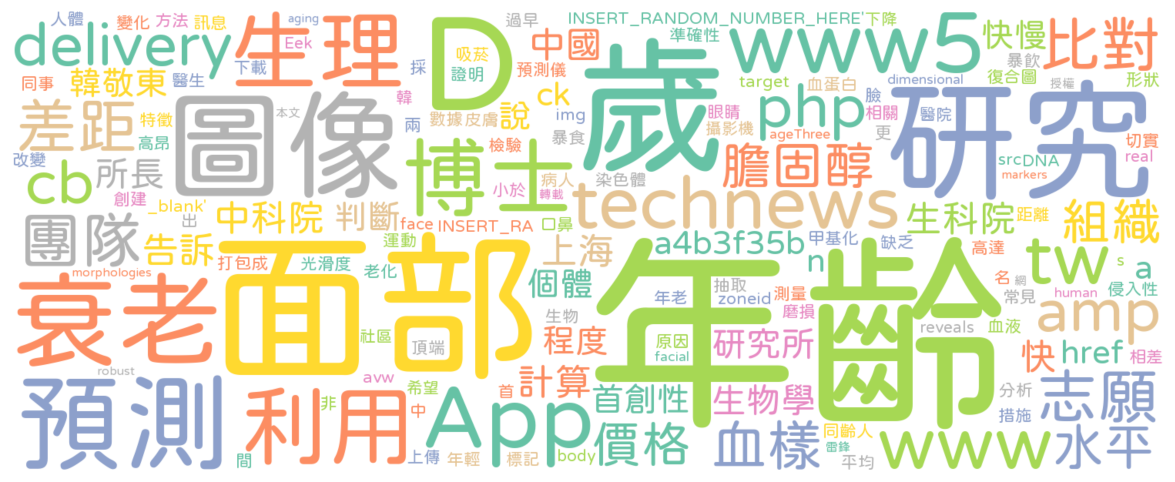 人體 變化 方法 訊息 aging 過早 INSERT_RANDOM_NUMBER_HERE' 下降
delivery 生理 Eek D 吸菸 中國 準確性 www5 快慢 比對
同事 韓敬東 醫生 下載 採 證明 預測儀 歲 target 血蛋白 暴飲 dimensional 復合圖 形狀
差距 特徵 高昂 本文 圖像 韓 兩 數據 皮膚 說 ck img 眼睛 php 臉 相關 醫院 授權 研究
改變 cb 所長 創建 博士 檢驗 暴食 攝影機 ageThree 更 膽固醇 src DNA markers 切實 real
_blank' 出 小於 病人 轉載 染色體 technews 生科院 距離 組織
團隊 告訴 中科院 判斷 face INSERT_RA 口鼻 上海 a4b3f35b 甲基化 缺乏 高達 tw s a
morphologies 打包成 光滑度 運動 老化 個體 n 抽取 測量 名 網 常見 human 侵入性
衰老 面部 生物 年老 zoneid 磨損 年齡 reveals 血液 amp
社區 頂端 程度 原因 facial 研究所 快 href 相差
robust avw 希望 首 計算 首創性 生物學 分析 措施 志願
預測 利用 非 中 App 價格 血樣 同齡人 雷鋒 www 水平
間 上傳 年輕 標記 body 平均